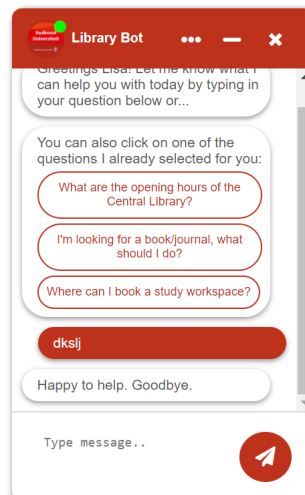 Radboud
Universiteit
Library Bot
Greetings Lisa! Let me know what I
can help you with today by typing in
your question below or...
You can also click on one of the
questions I already selected for you:
What are the opening hours of the
Central Library?
I'm looking for a book/journal, what
should I do?
Where can I book a study workspace?
dkslj
Happy to help. Goodbye.
Type message..